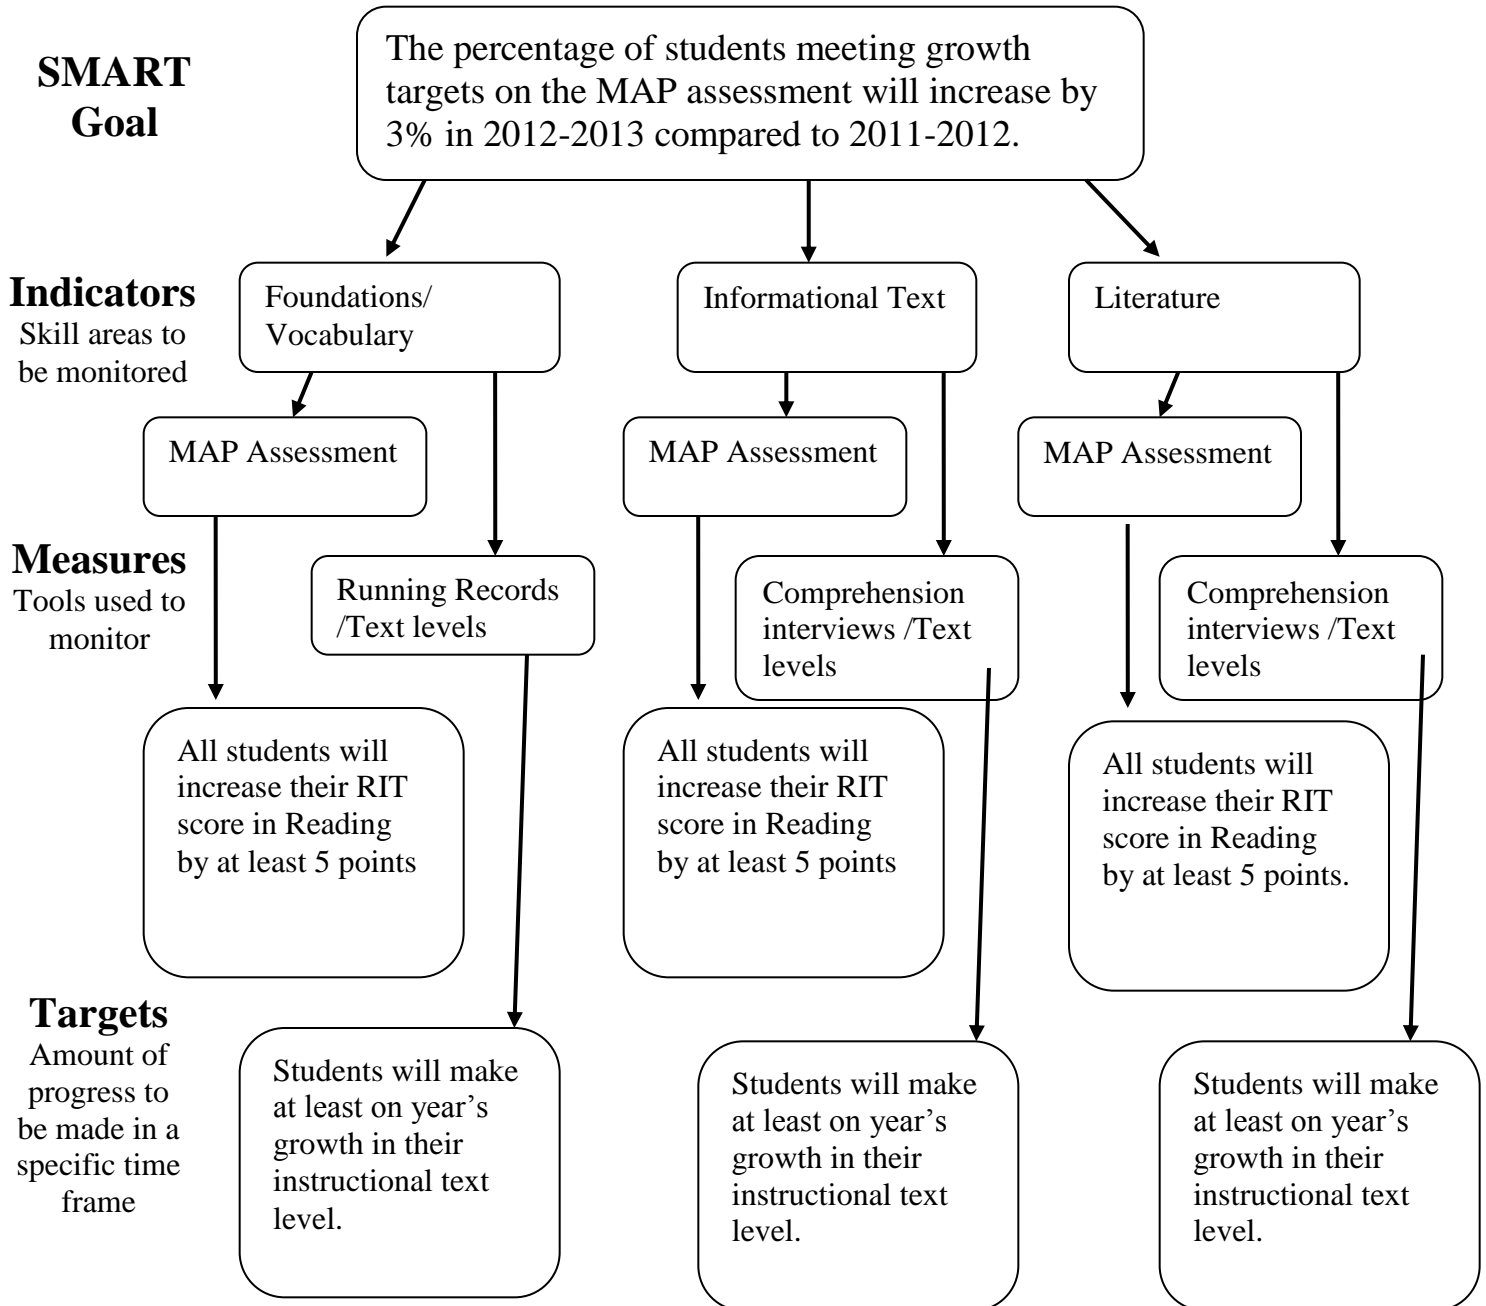 SMART
Goal
The percentage of students meeting growth
targets on the MAP assessment will increase by
3% in 2012-2013 compared to 2011-2012.
Indicators
Skill areas to
be monitored
Foundations/
Vocabulary
Informational Text
Literature
MAP Assessment
MAP Assessment
MAP Assessment
Measures
Tools used to
monitor
Running Records
/Text levels
Comprehension
interviews /Text
levels
Comprehension
interviews /Text
levels
All students will
increase their RIT
score in Reading
by at least 5 points
All students will
increase their RIT
score in Reading
by at least 5 points
All students will
increase their RIT
score in Reading
by at least 5 points.
Targets
Amount of
progress to
be made in a
specific time
frame
Students will make
at least on year’s
growth in their
instructional text
level.
Students will make
at least on year’s
growth in their
instructional text
level.
Students will make
at least on year’s
growth in their
instructional text
level.